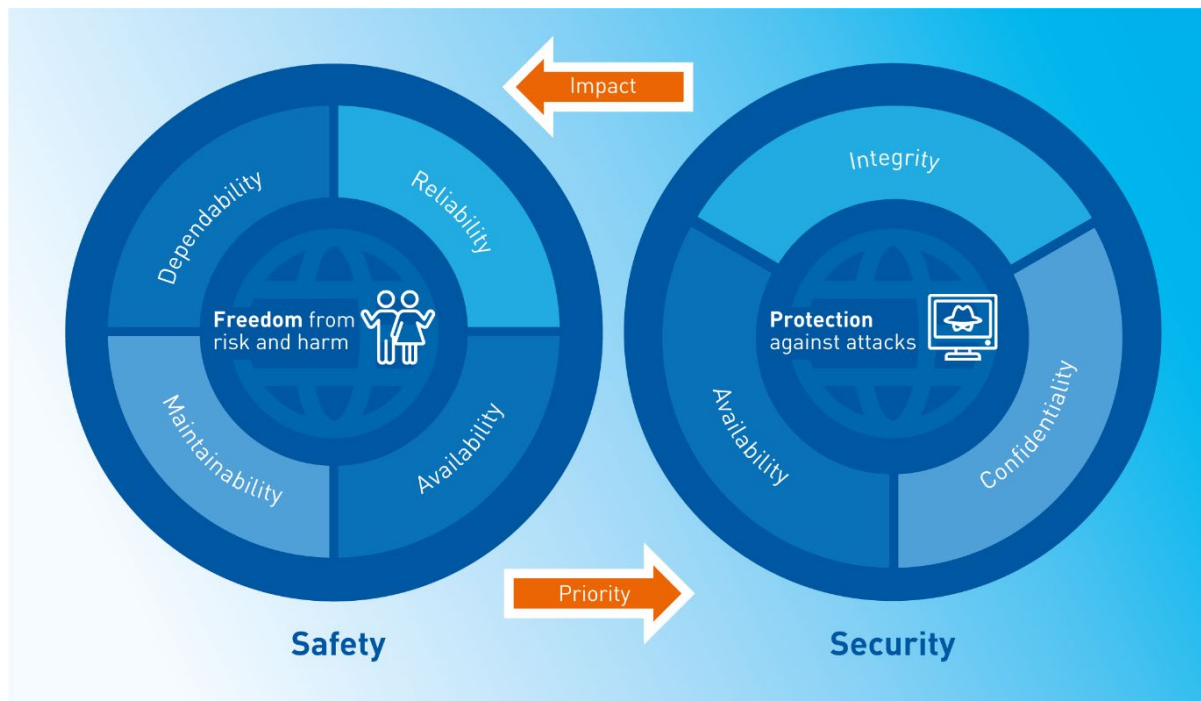 Impact
Dependability
Reliability
Freedom from
risk and harm
Maintainability
Availability
Integrity
Protection
against attacks
Availability
Confidentiality
Priority
Safety
Security